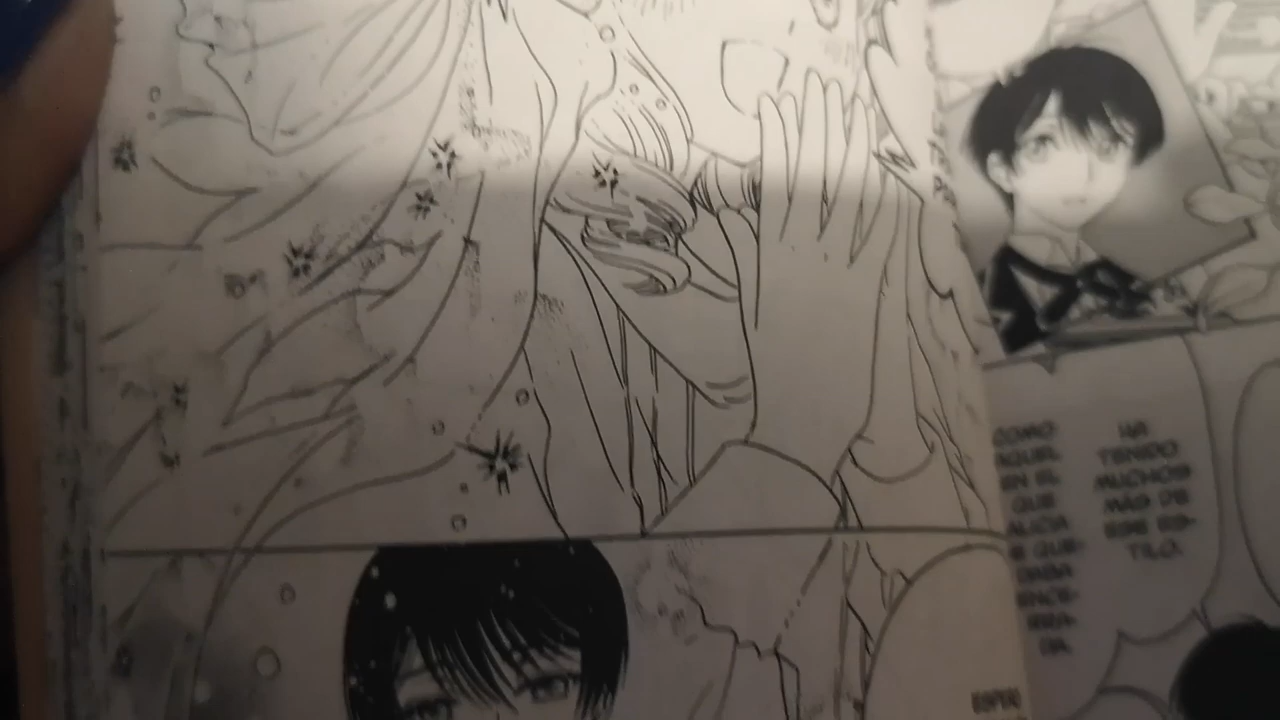 HA
TENIDO
MUCHOS
MÁS DE
ESE ES-
TILO.
COMO
AQUEL
EN EL
QUE
ALICIA
SE QUE-
DABA
ENCE-
RRA-
DA